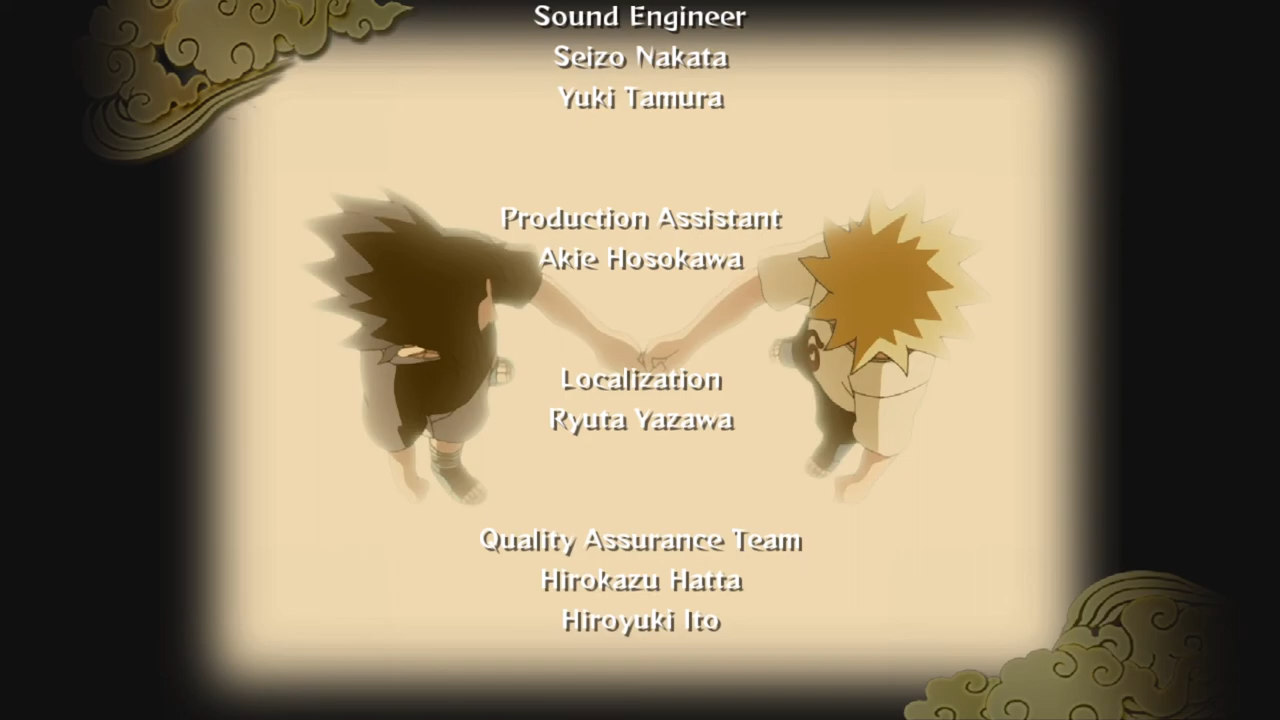 Sound Engineer
Seizo Nakata
Yuki Tamura
Production Assistant
Akie Hosokawa
Localization
Ryuta Yazawa
Quality Assurance Team
Hirokazu Hatta
Hiroyuki Ito